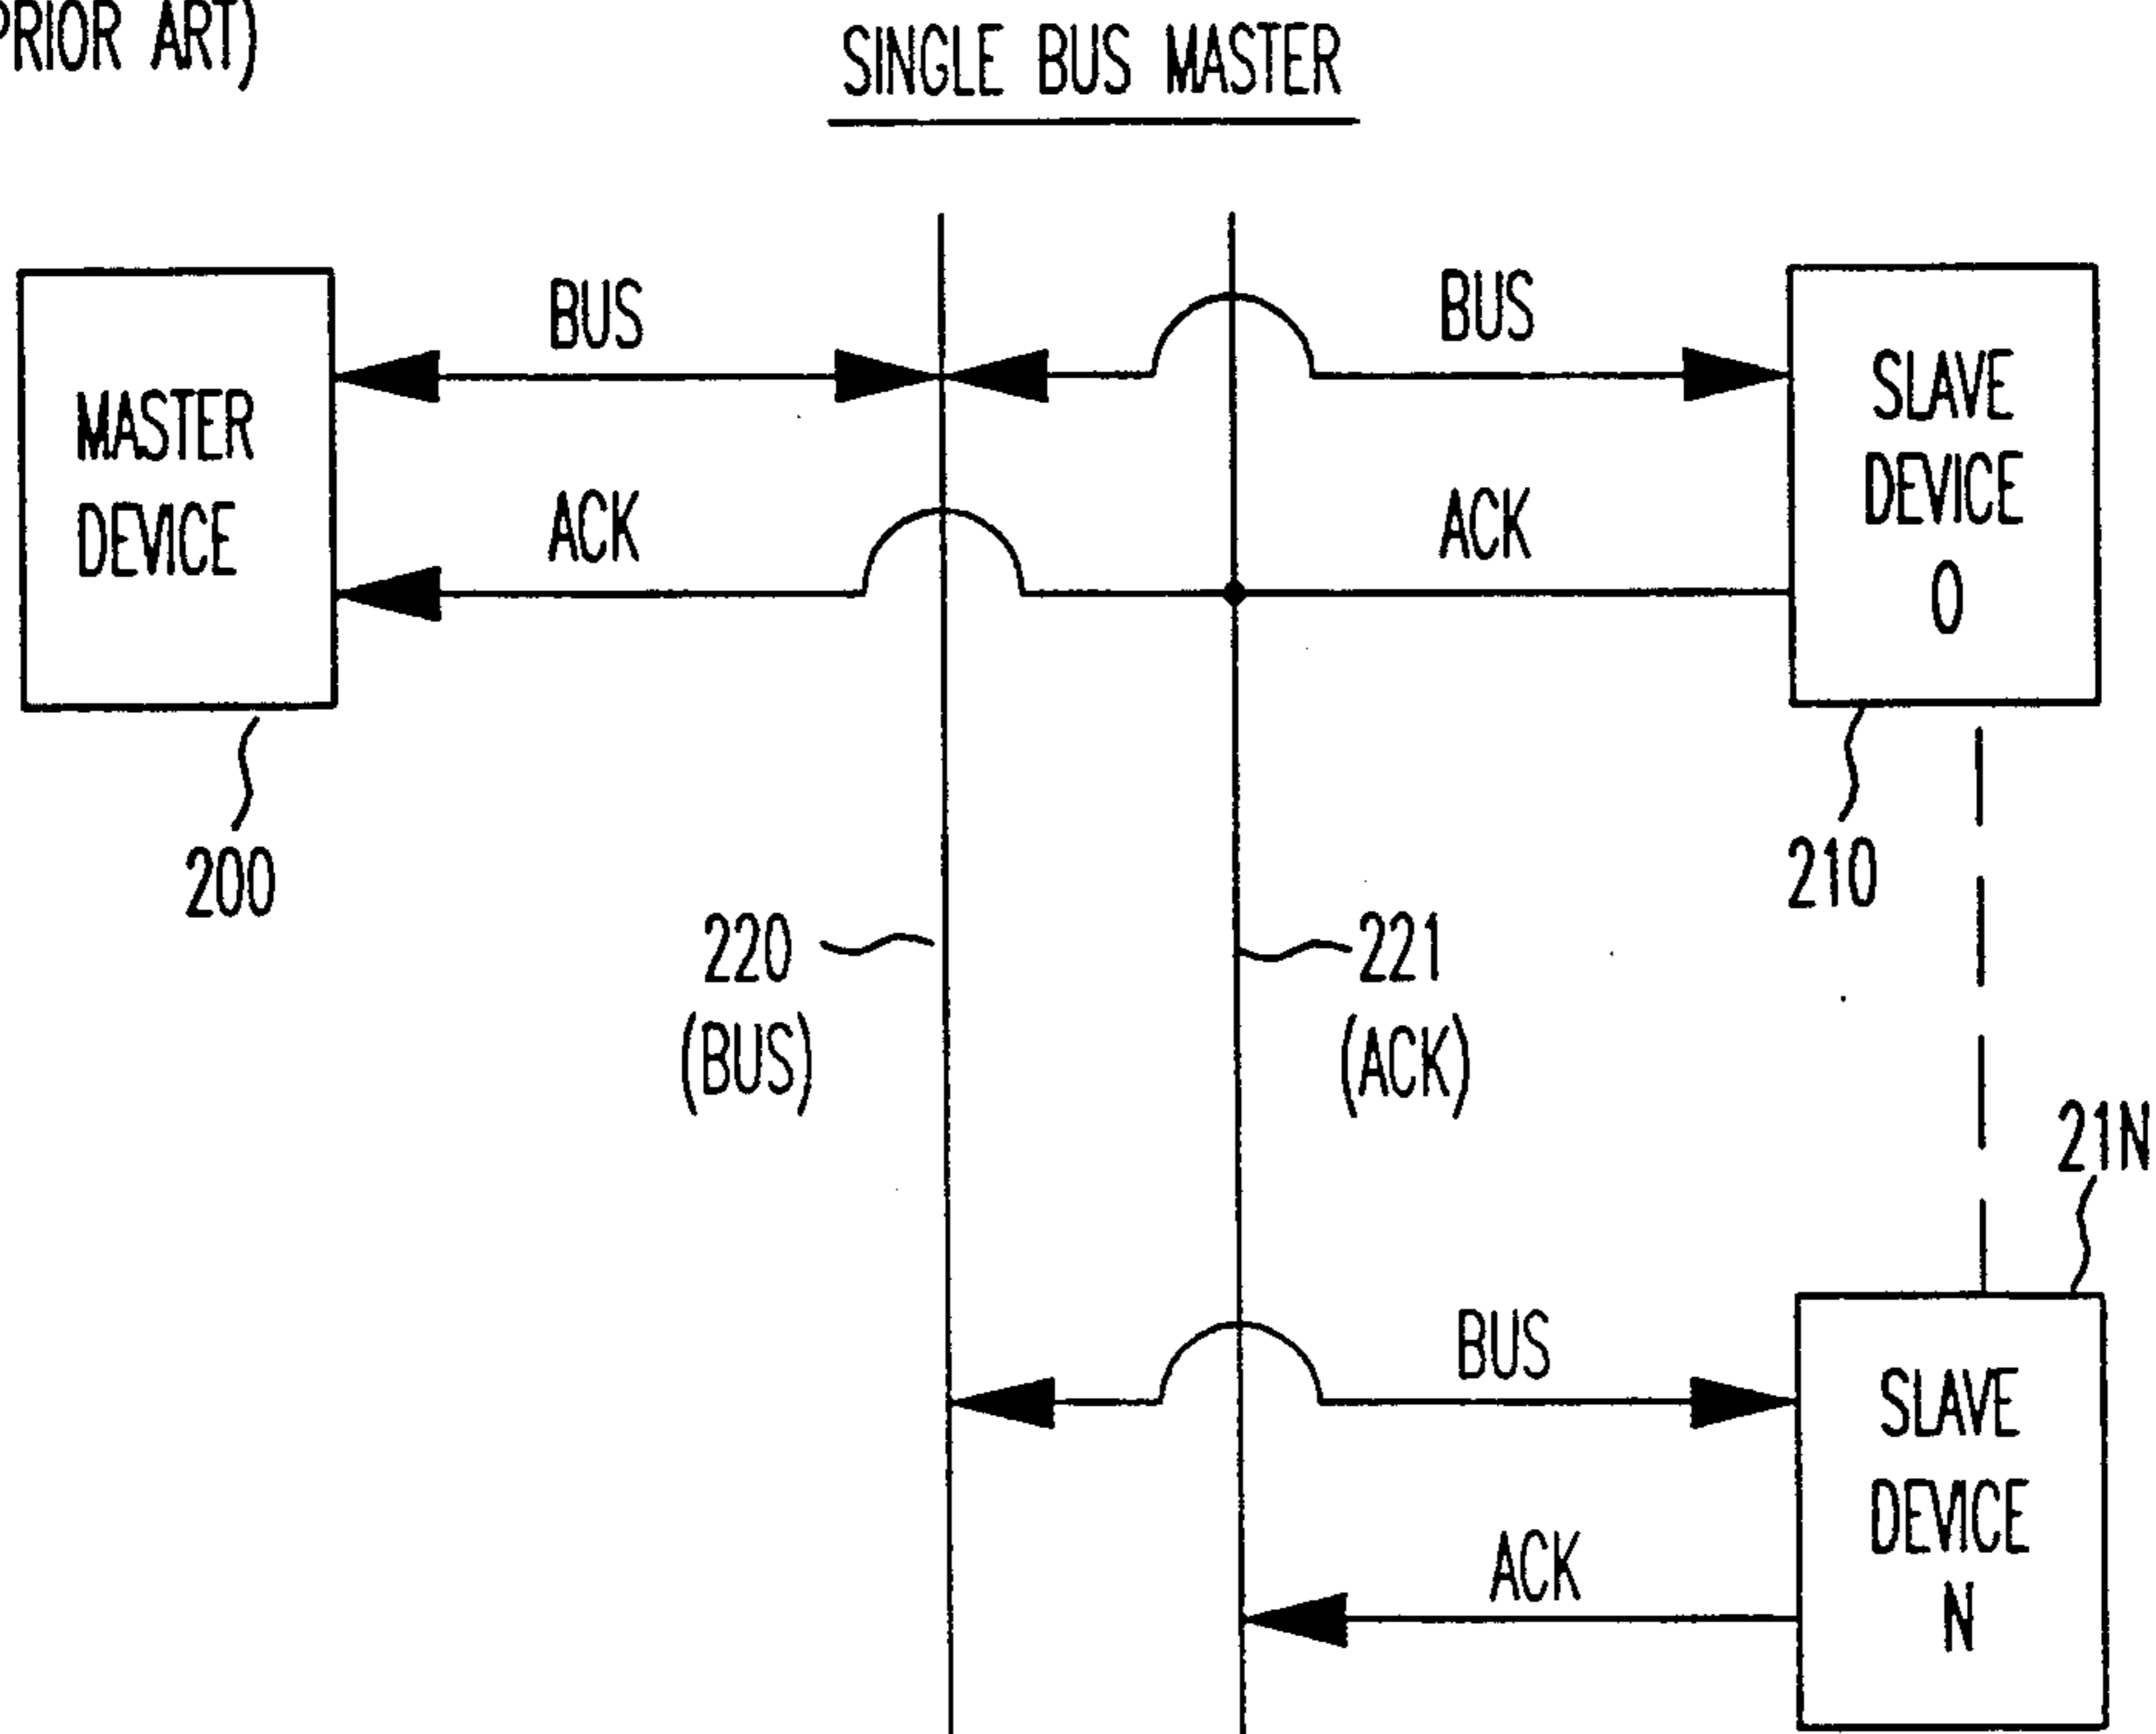 PRIOR ART)
SINGLE BUS MASTER
BUS
BUS
MASTER
DEVICE
SLAVE
DEVICE
0
ACK
ACK
200
210
220
(BUS)
221
(ACK)
21N
BUS
SLAVE
DEVICE
N
ACK